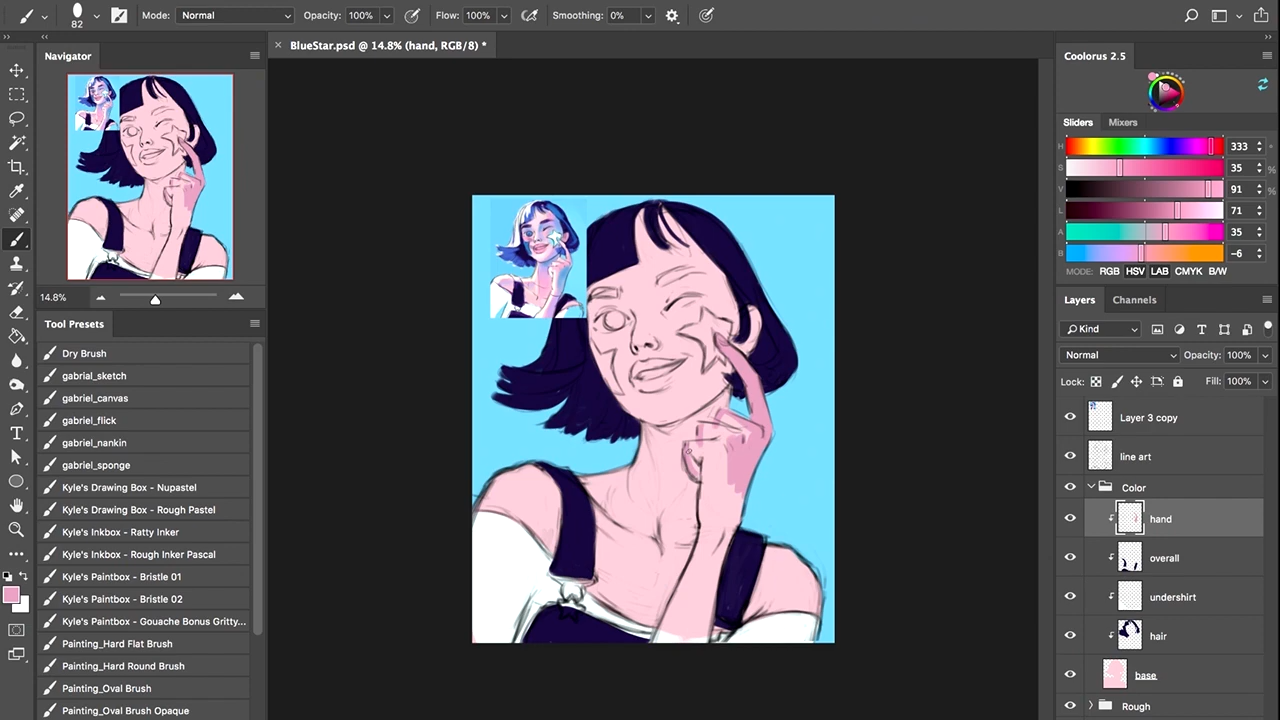 Mode: Normal Opacity: 100% Flow: 100% Smoothing: 0%
82
BlueStar.psd @ 14.8% (hand, RGB/8) *
Navigator
14.8%
Tool Presets
Dry Brush
gabrial_sketch
gabriel_canvas
gabriel_flick
gabriel_nankin
gabriel_sponge
Kyle's Drawing Box - Nupastel
Kyle's Drawing Box - Rough Pastel
Kyle's Inkbox - Ratty Inker
Kyle's Inkbox - Rough Inker Pascal
Kyle's Paintbox - Bristle 01
Kyle's Paintbox - Bristle 02
Kyle's Paintbox - Gouache Bonus Gritty...
Painting_Hard Flat Brush
Painting_Hard Round Brush
Painting_Oval Brush
Painting_Oval Brush Opaque
Coolorus 2.5
Sliders Mixers
H 333 °
S 35 %
V 91 %
L 71
A 35
B -6
MODE: RGB HSV LAB CMYK B/W
Layers Channels
Kind
Normal Opacity: 100%
Lock: Fill: 100%
Layer 3 copy
line art
Color
hand
overall
undershirt
hair
base
Rough